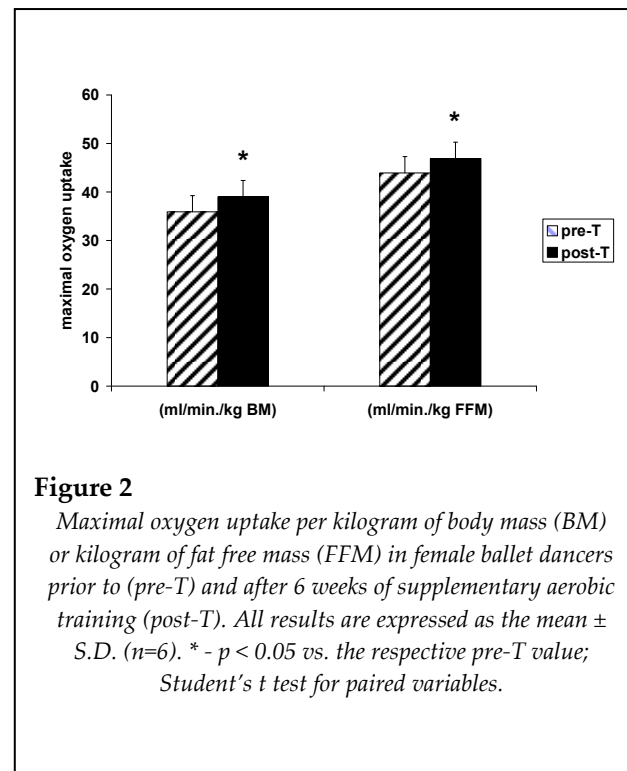 60
50
40
30
20
10
0
maximal oxygen uptake
*
*
(ml/min./kg BM)
(ml/min./kg FFM)
pre-T
post-T
Figure 2
Maximal oxygen uptake per kilogram of body mass (BM)
or kilogram of fat free mass (FFM) in female ballet dancers
prior to (pre-T) and after 6 weeks of supplementary aerobic
training (post-T). All results are expressed as the mean ±
S.D. (n=6). * - p < 0.05 vs. the respective pre-T value;
Student's t test for paired variables.